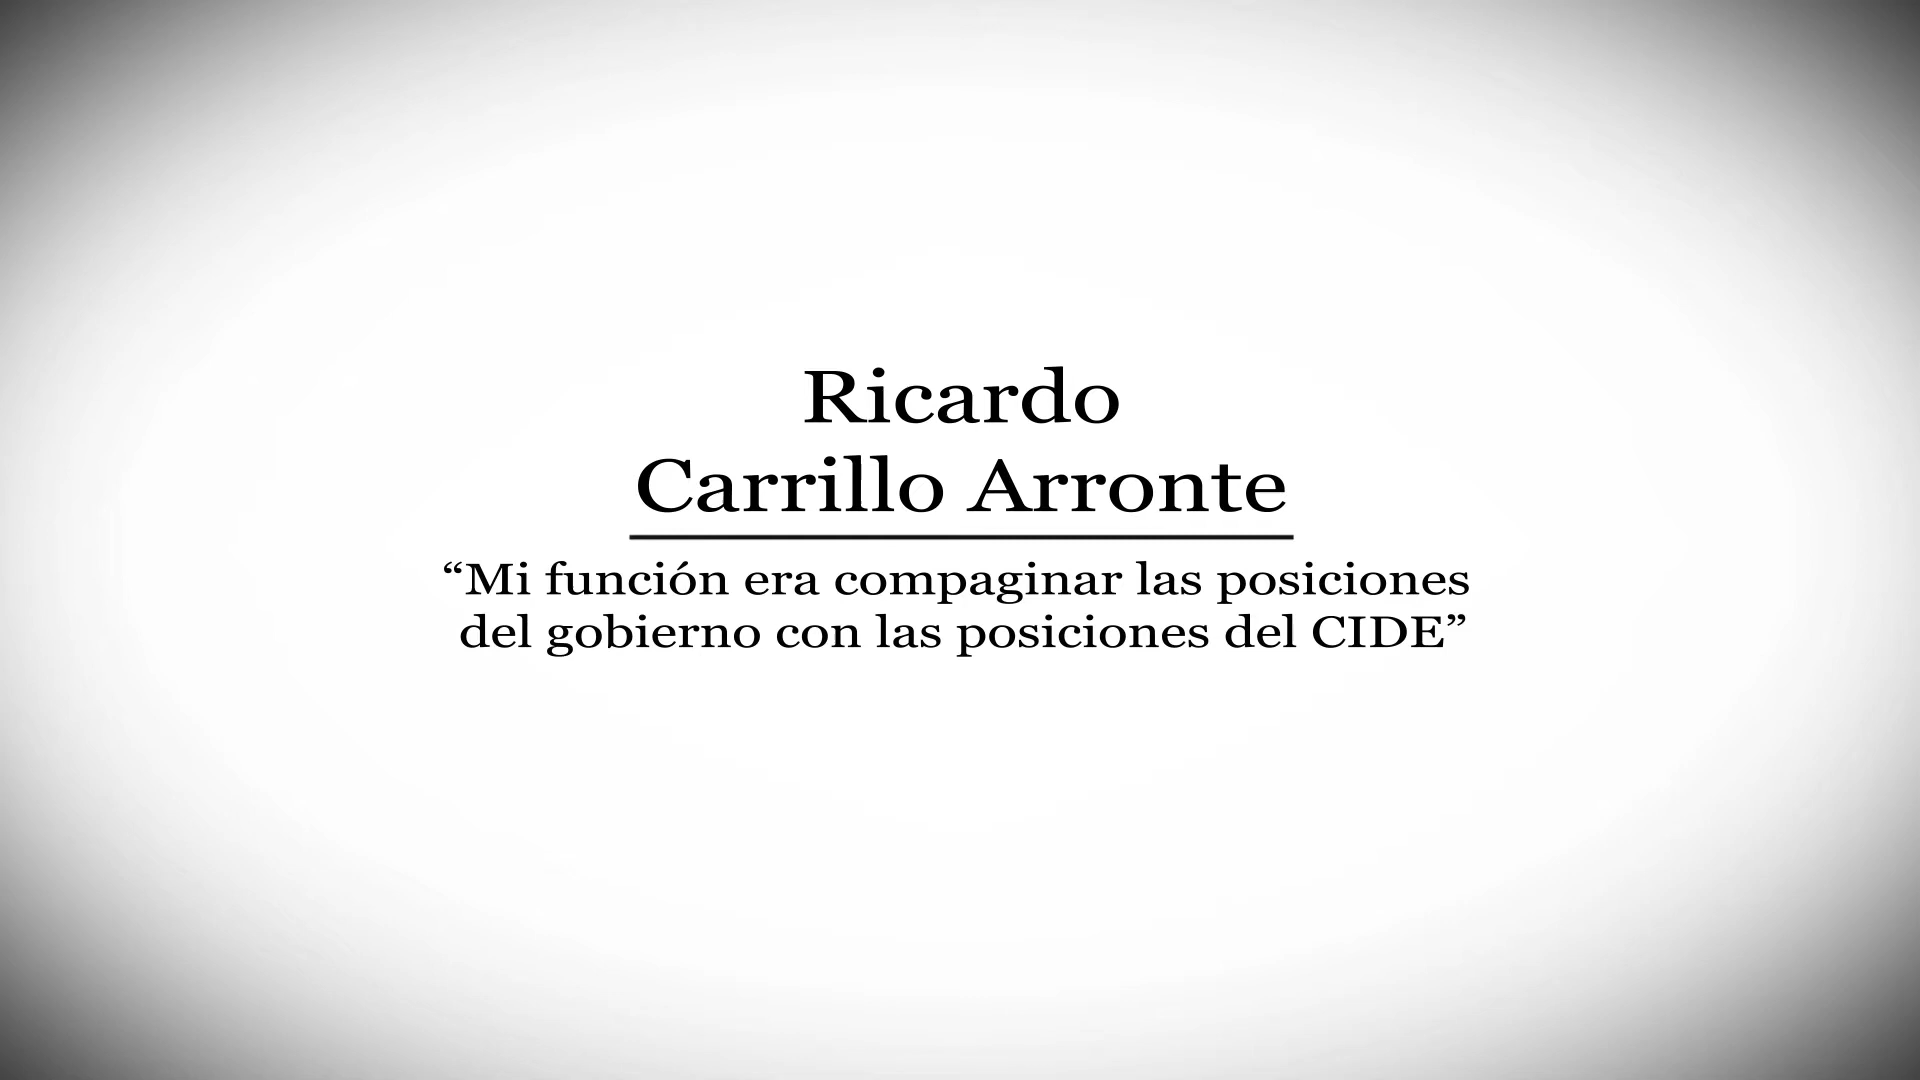 Ricardo
Carrillo Arronte
“Mi función era compaginar las posiciones
del gobierno con las posiciones del CIDE”